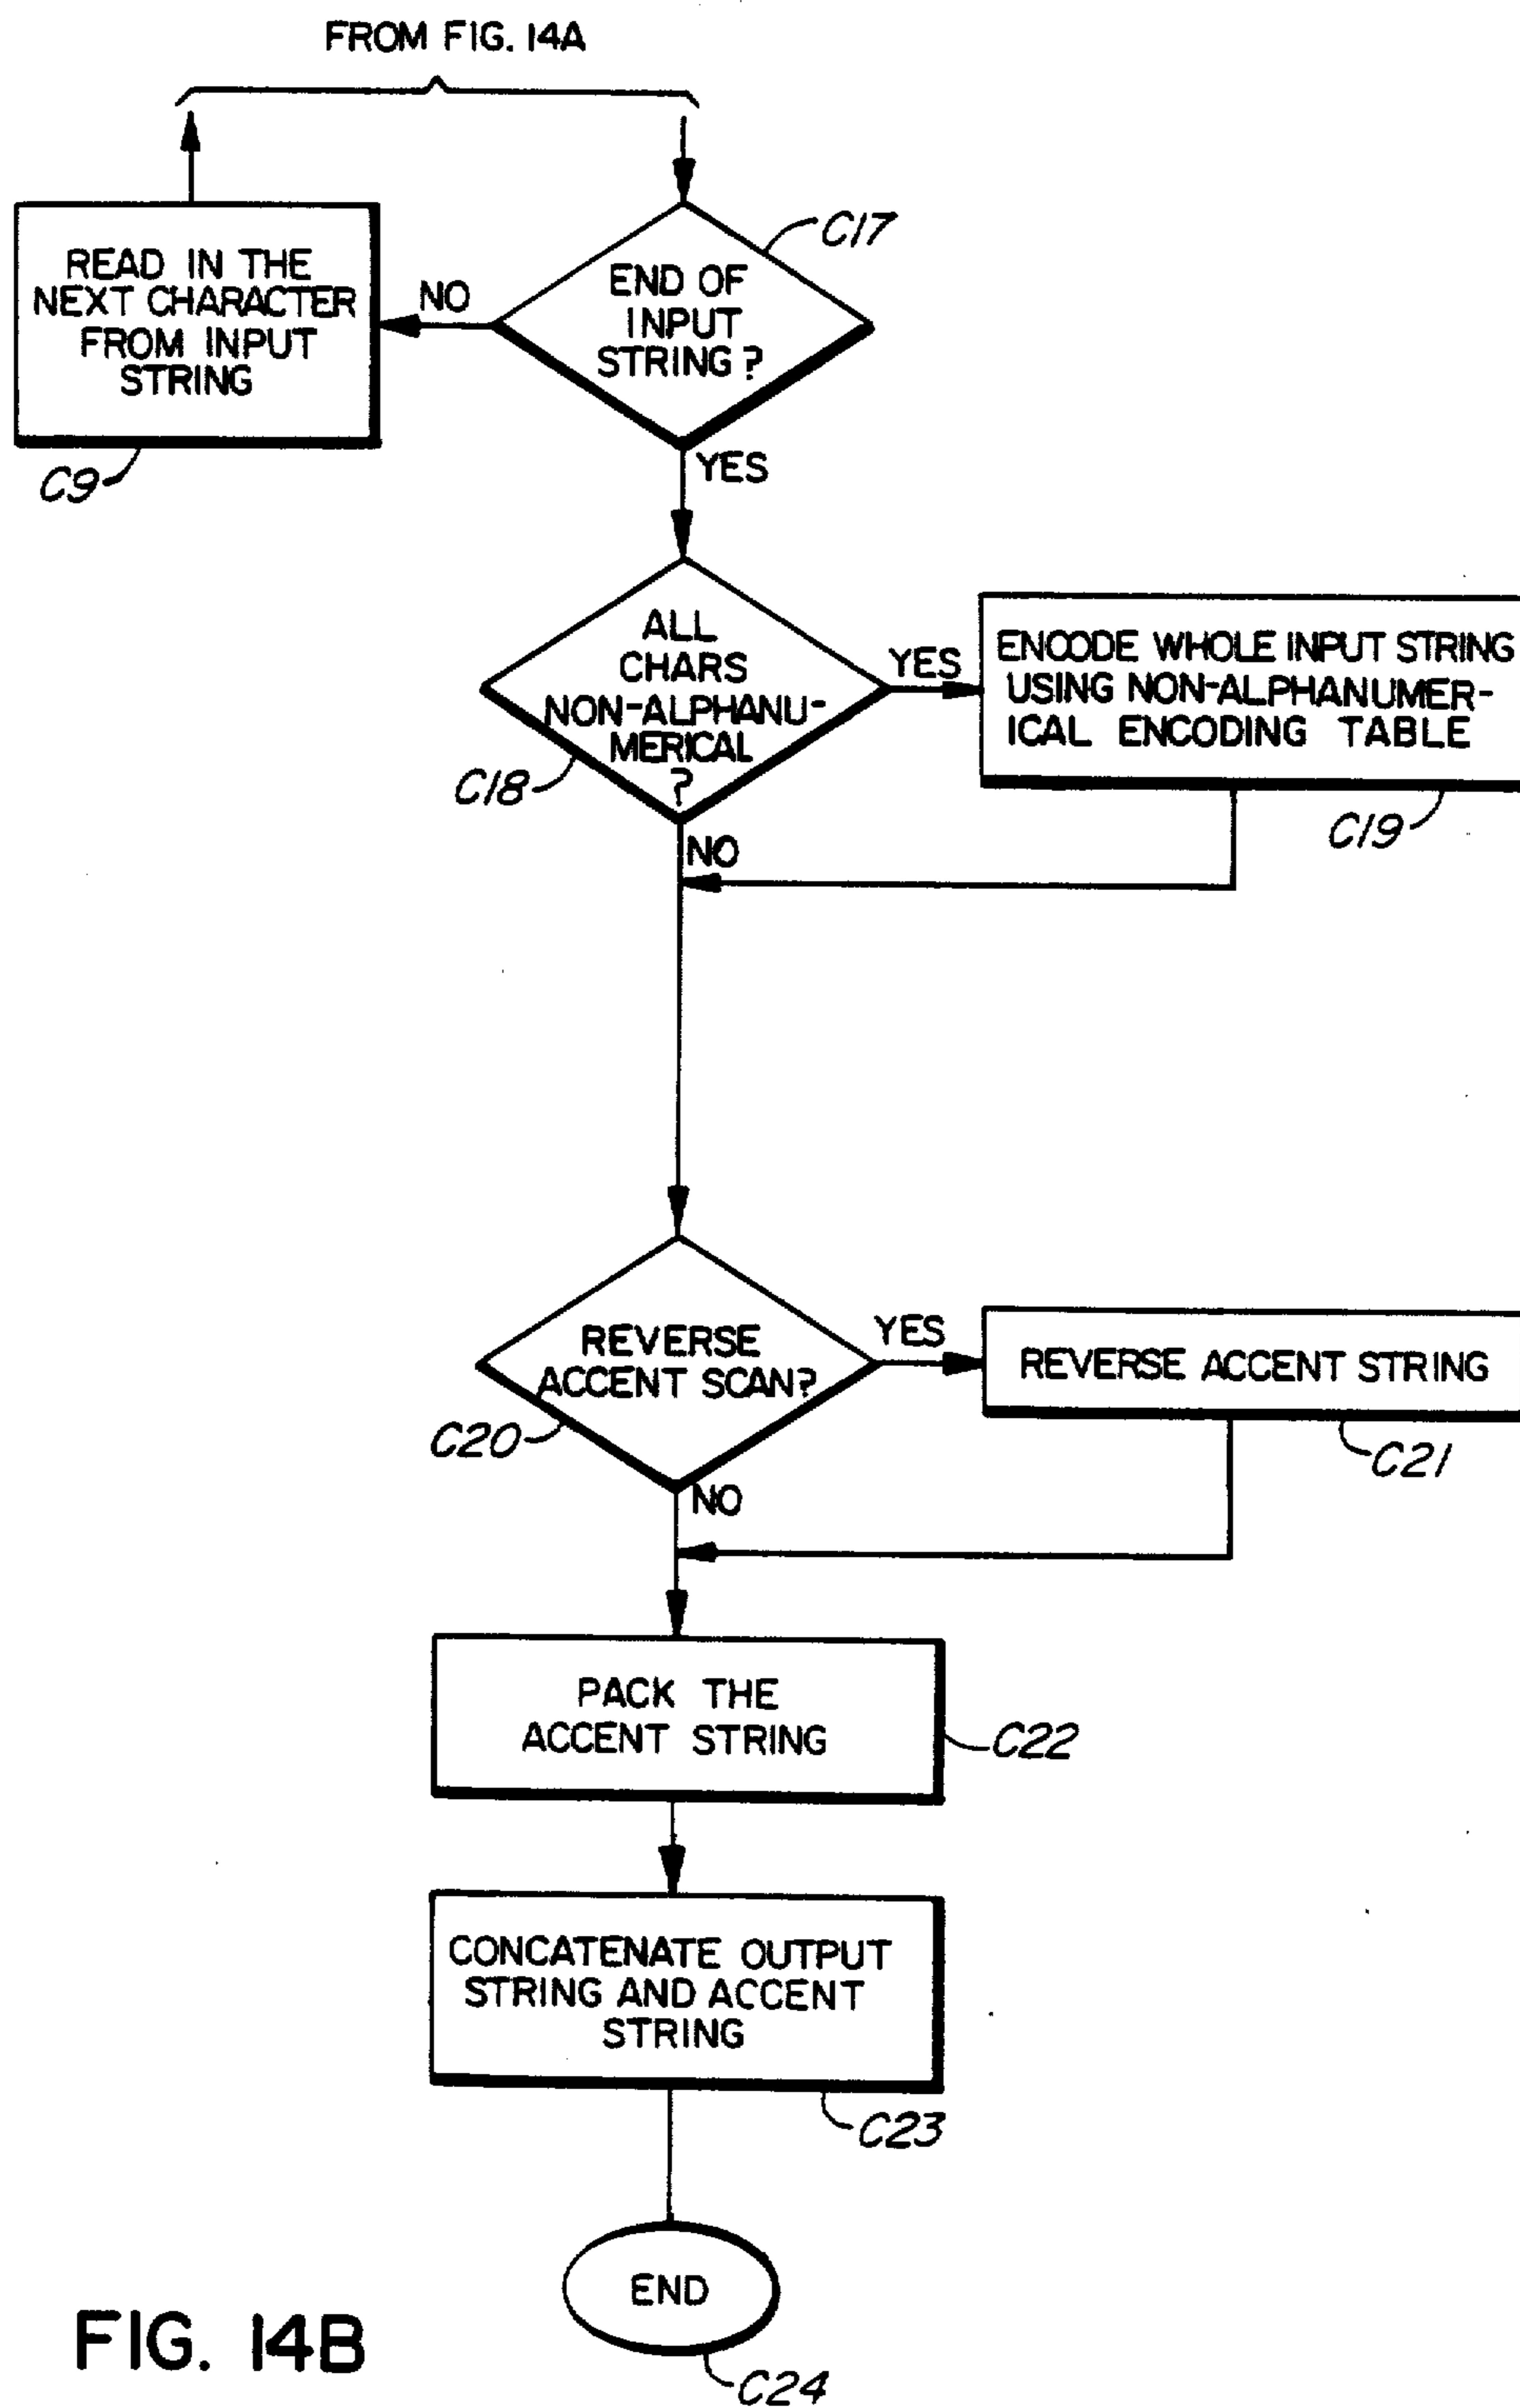 FROM FIG. 14A
C17
END OF
INPUT
STRING?
NO
READ IN THE
NEXT CHARACTER
FROM INPUT
STRING
C9
YES
ALL
CHARS
NON-ALPHANU-
MERICAL
?
C18
YES
ENCODE WHOLE INPUT STRING
USING NON-ALPHANUMER-
ICAL ENCODING TABLE
C19
NO
REVERSE
ACCENT SCAN?
C20
YES
REVERSE ACCENT STRING
C21
NO
PACK THE
ACCENT STRING
C22
CONCATENATE OUTPUT
STRING AND ACCENT
STRING
C23
END
C24
FIG. 14B